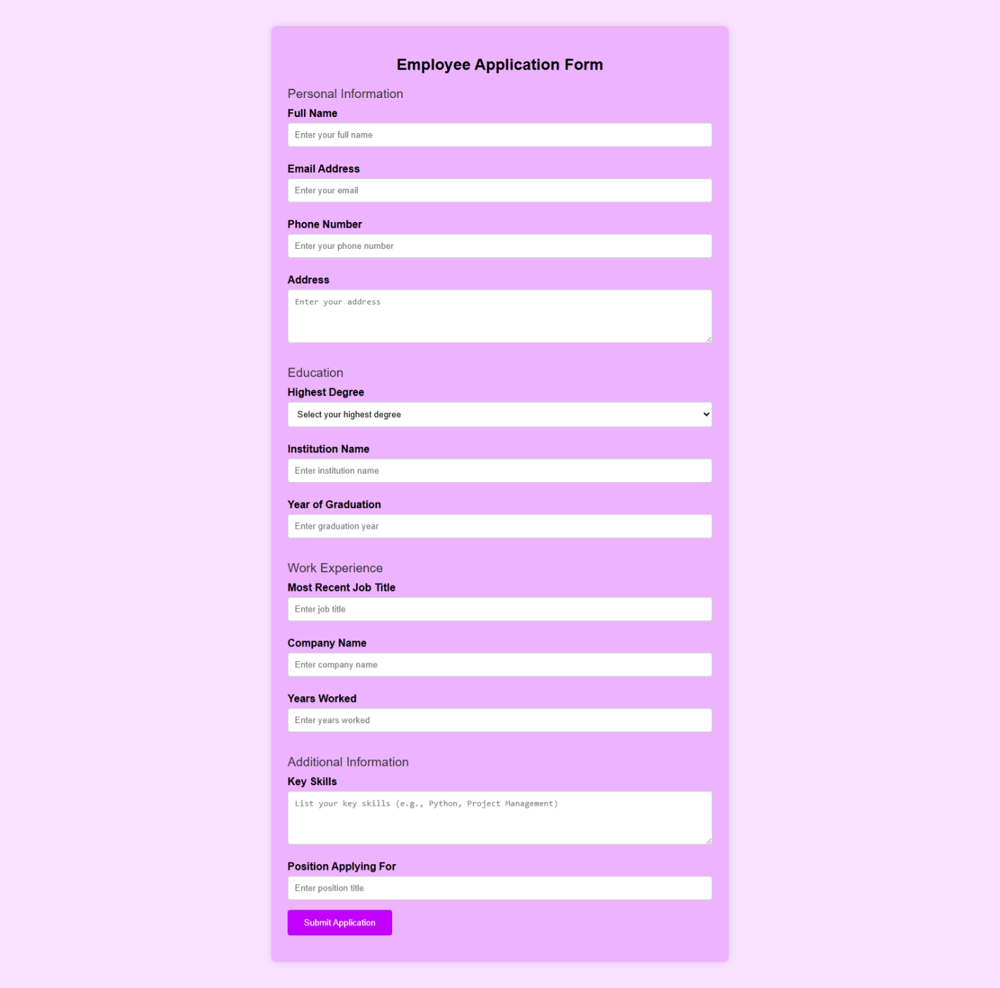 Employee Application Form
Personal Information
Full Name
Enter your full name
Email Address
Enter your email
Phone Number
Enter your phone number
Address
Enter your address
Education
Highest Degree
Select your highest degree
Institution Name
Enter institution name
Year of Graduation
Enter graduation year
Work Experience
Most Recent Job Title
Enter job title
Company Name
Enter company name
Years Worked
Enter years worked
Additional Information
Key Skills
List your key skills (e.g., Python, Project Management)
Position Applying For
Enter position title
Submit Application